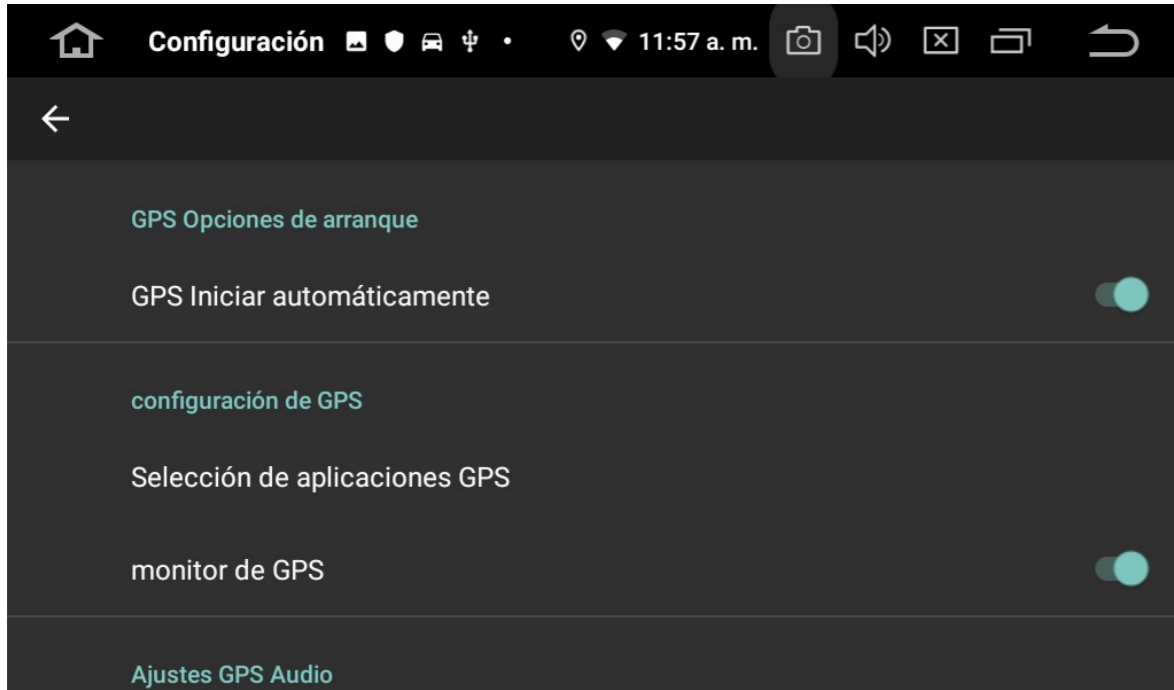 Configuración 11:57 a. m.
GPS Opciones de arranque
GPS Iniciar automáticamente
configuración de GPS
Selección de aplicaciones GPS
monitor de GPS
Ajustes GPS Audio